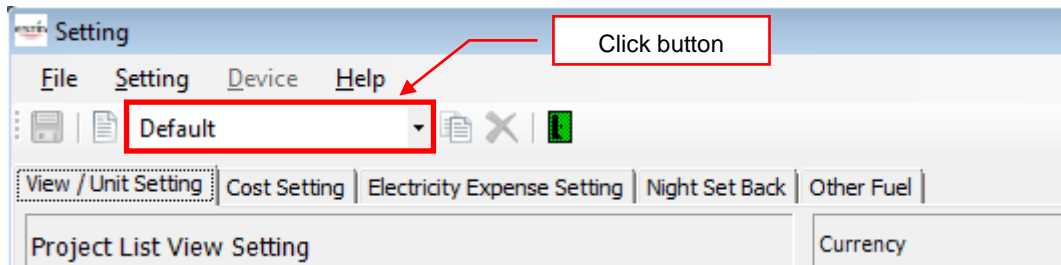 Setting
Click button
File Setting Device Help
Default
View / Unit Setting Cost Setting Electricity Expense Setting Night Set Back Other Fuel
Project List View Setting Currency